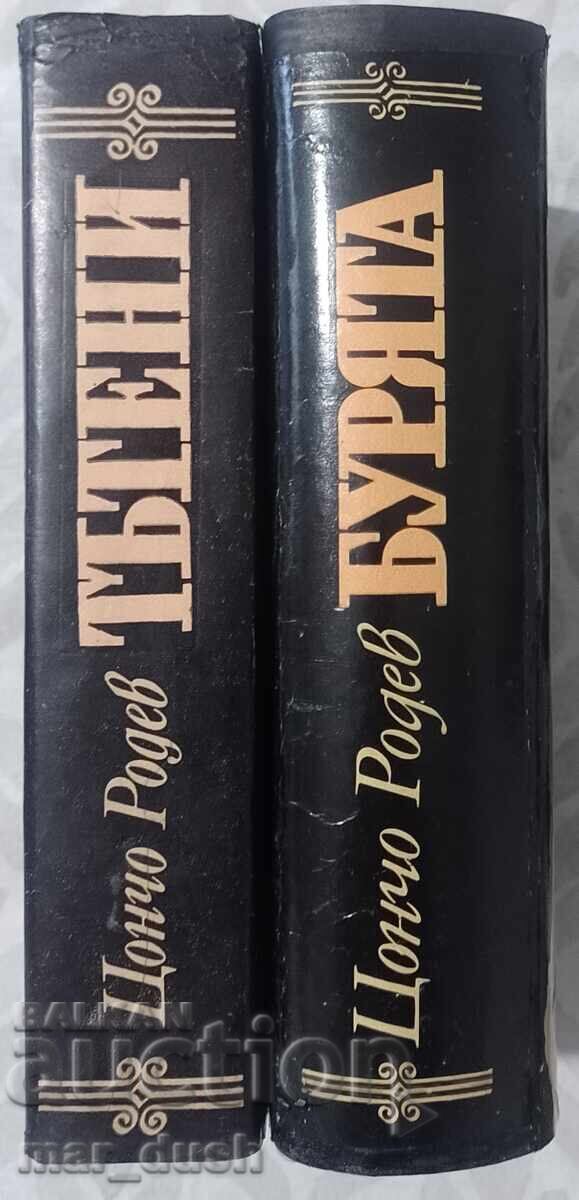 Цончо Родев ТЪТЕНИ
Цончо Родев БУРЯТА
BALKAN
auction
mar_dush